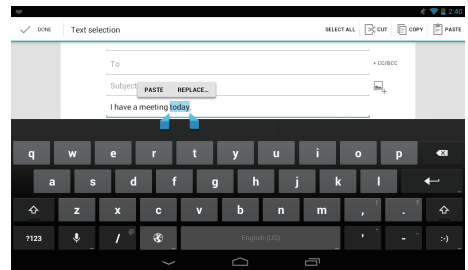 2:40
DONE Text selection SELECT ALL CUT COPY PASTE
To + CC/BCC
Subject PASTE REPLACE...
I have a meeting today.
q w e r t y u i o p
a s d f g h j k l
z x c v b n m , ! . ?
?123 / @ English (US) ' " - _ :-)